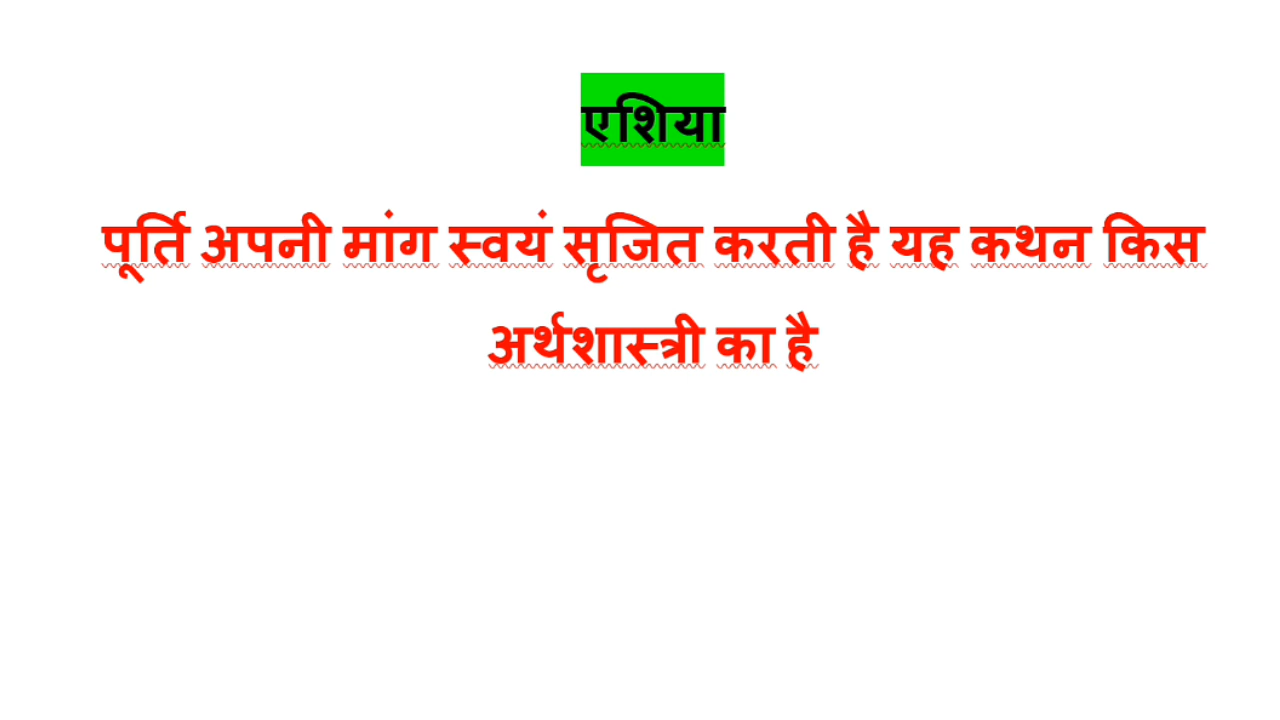 एशिया
पूर्ति अपनी मांग स्वयं सृजित करती है यह कथन किस
अर्थशास्त्री का है